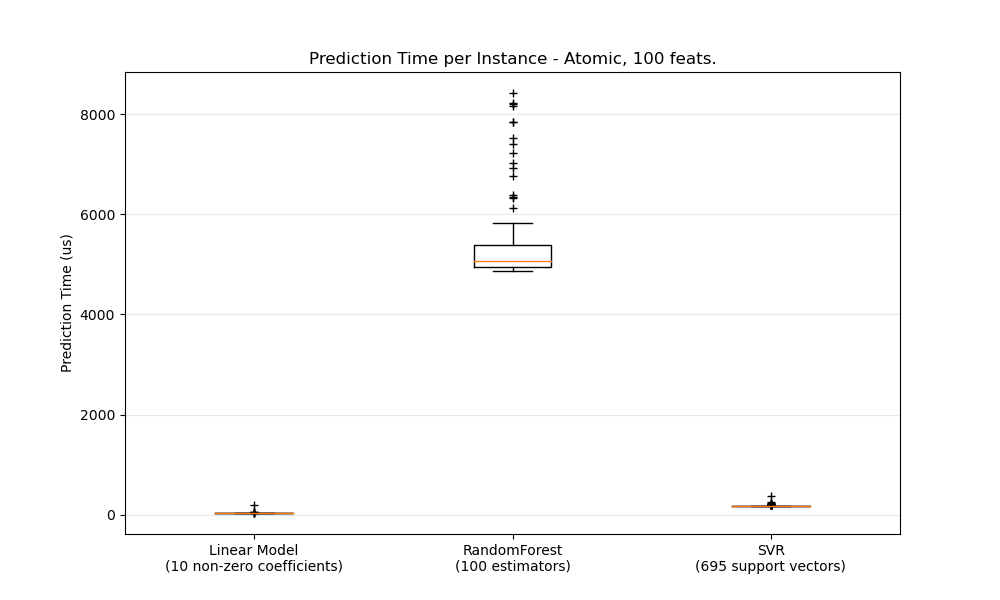 Prediction Time per Instance - Atomic, 100 feats.
Prediction Time (us)
8000
6000
4000
2000
0
Linear Model
(10 non-zero coefficients)
RandomForest
(100 estimators)
SVR
(695 support vectors)